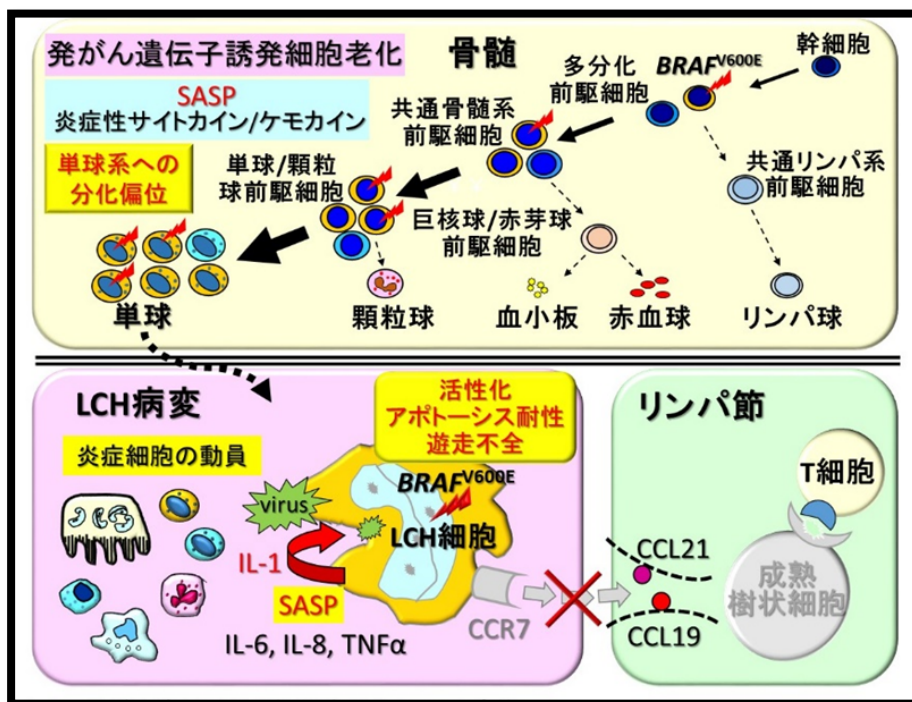 発がん遺伝子誘発細胞老化
骨髄
幹細胞
SASP
炎症性サイトカイン/ケモカイン
多分化
前駆細胞
BRAF^V600E
共通骨髄系
前駆細胞
単球系への
分化偏位
単球/顆粒
球前駆細胞
共通リンパ系
前駆細胞
巨核球/赤芽球
前駆細胞
単球
顆粒球
血小板
赤血球
リンパ球
LCH病変
活性化
アポトーシス耐性
遊走不全
リンパ節
炎症細胞の動員
BRAF^V600E
T細胞
virus
LCH細胞
IL-1
CCL21
SASP
成熟
樹状細胞
CCR7
CCL19
IL-6, IL-8, TNFα